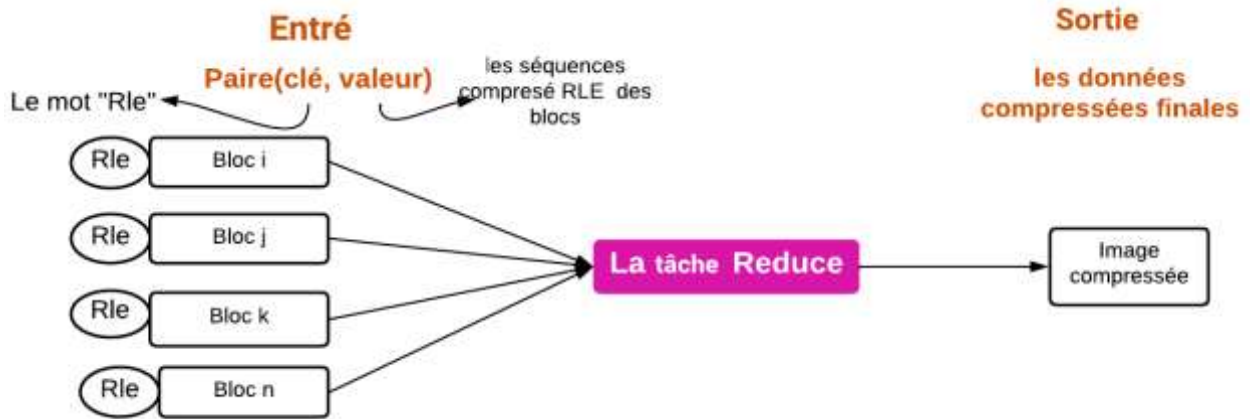 Entré
Paire(clé, valeur)
Le mot "Rle"
les séquences
compresé RLE des
blocs
Sortie
les données
compressées finales
Rle
Bloc i
Rle
Bloc j
Rle
Bloc k
Rle
Bloc n
La tâche Reduce
Image
compressée